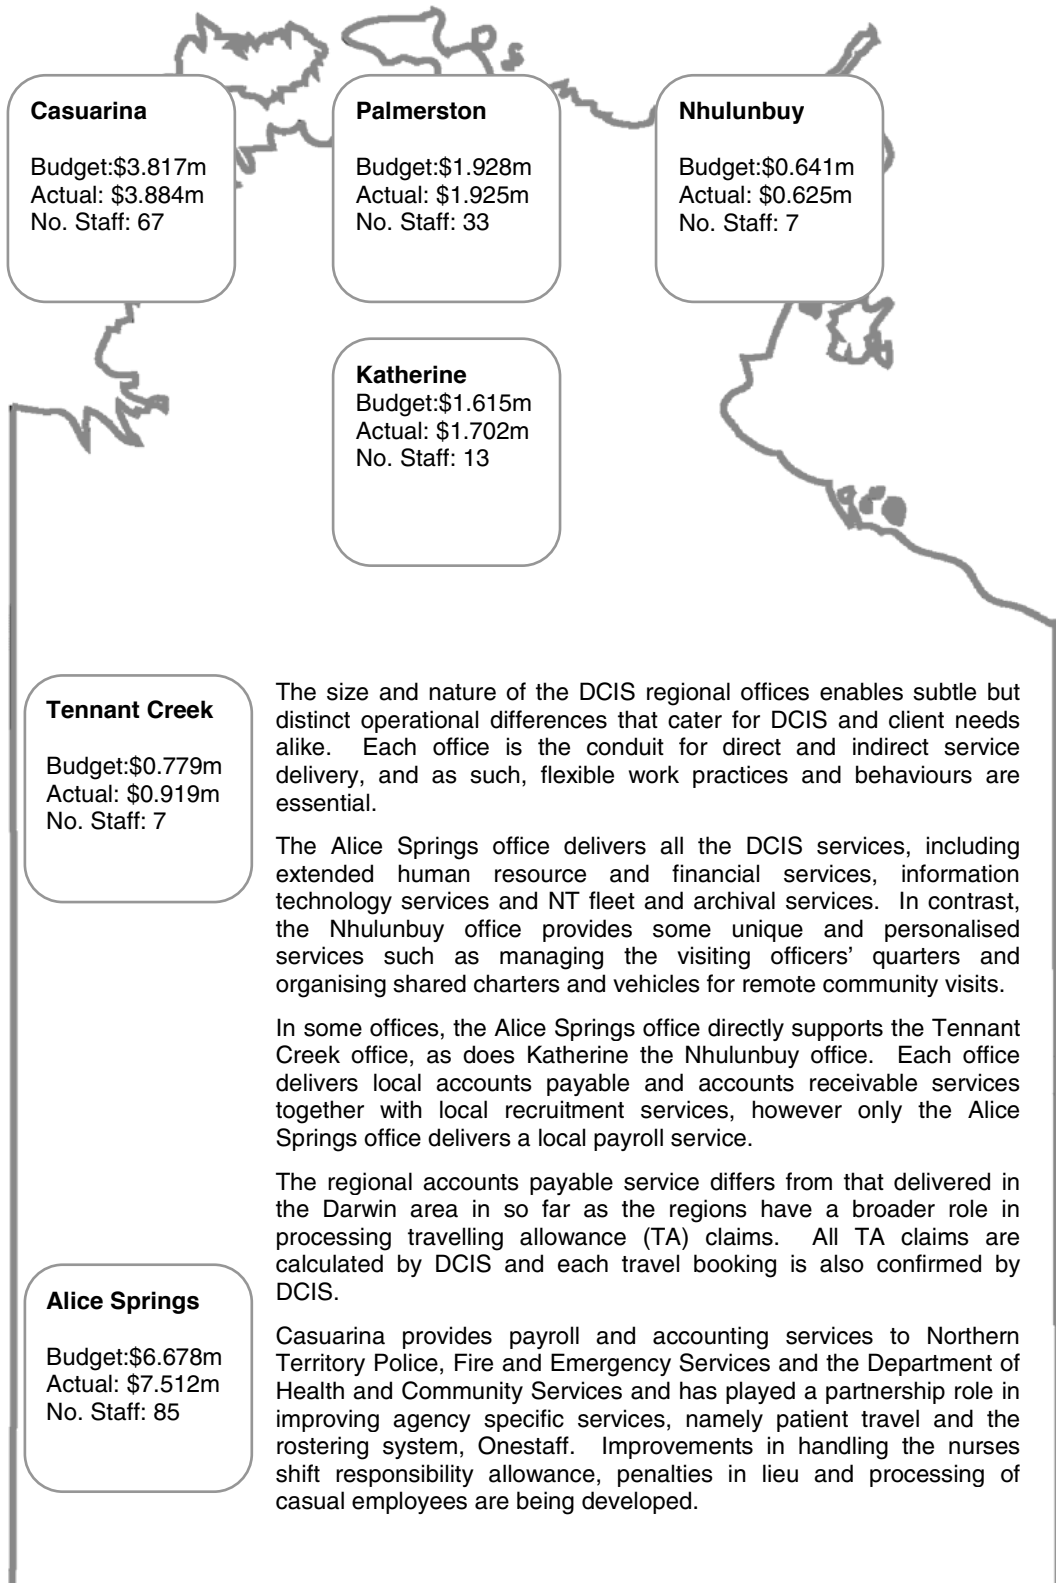 Casuarina
Budget:$3.817m
Actual: $3.884m
No. Staff: 67
Palmerston
Budget:$1.928m
Actual: $1.925m
No. Staff: 33
Nhulunbuy
Budget:$0.641m
Actual: $0.625m
No. Staff: 7
Katherine
Budget:$1.615m
Actual: $1.702m
No. Staff: 13
Tennant Creek
Budget:$0.779m
Actual: $0.919m
No. Staff: 7
The size and nature of the DCIS regional offices enables subtle but
distinct operational differences that cater for DCIS and client needs
alike. Each office is the conduit for direct and indirect service
delivery, and as such, flexible work practices and behaviours are
essential.
The Alice Springs office delivers all the DCIS services, including
extended human resource and financial services, information
technology services and NT fleet and archival services. In contrast,
the Nhulunbuy office provides some unique and personalised
services such as managing the visiting officers' quarters and
organising shared charters and vehicles for remote community visits.
In some offices, the Alice Springs office directly supports the Tennant
Creek office, as does Katherine the Nhulunbuy office. Each office
delivers local accounts payable and accounts receivable services
together with local recruitment services, however only the Alice
Springs office delivers a local payroll service.
The regional accounts payable service differs from that delivered in
the Darwin area in so far as the regions have a broader role in
processing travelling allowance (TA) claims. All TA claims are
calculated by DCIS and each travel booking is also confirmed by
DCIS.
Alice Springs
Budget:$6.678m
Actual: $7.512m
No. Staff: 85
Casuarina provides payroll and accounting services to Northern
Territory Police, Fire and Emergency Services and the Department of
Health and Community Services and has played a partnership role in
improving agency specific services, namely patient travel and the
rostering system, Onestaff. Improvements in handling the nurses
shift responsibility allowance, penalties in lieu and processing of
casual employees are being developed.